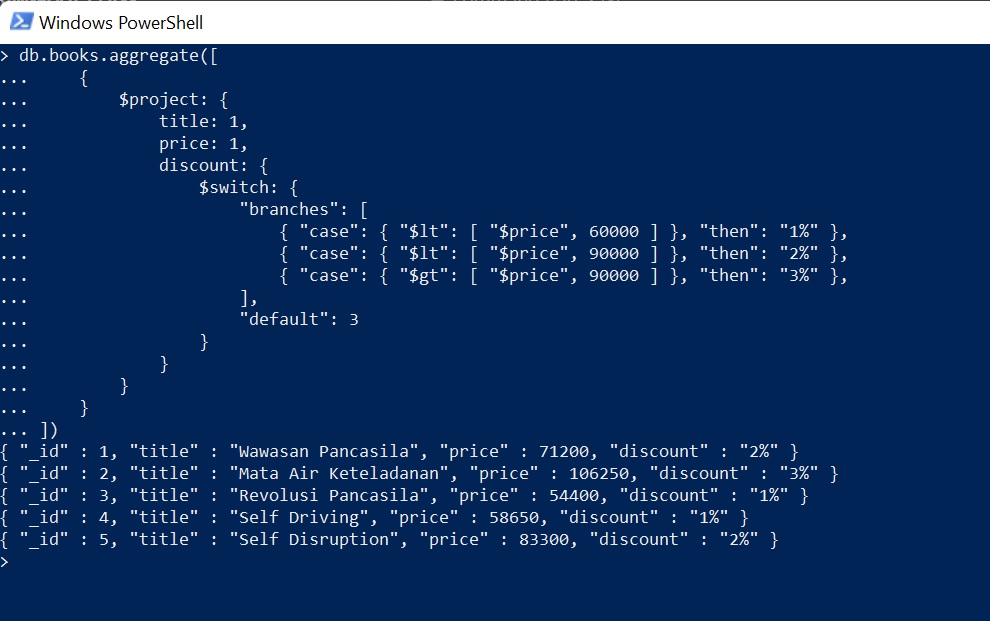 Windows PowerShell
> db.books.aggregate([
...     {
...         $project: {
...             title: 1,
...             price: 1,
...             discount: {
...                 $switch: {
...                     "branches": [
...                         { "case": { "$lt": [ "$price", 60000 ] }, "then": "1%" },
...                         { "case": { "$lt": [ "$price", 90000 ] }, "then": "2%" },
...                         { "case": { "$gt": [ "$price", 90000 ] }, "then": "3%" },
...                     ],
...                     "default": 3
...                 }
...             }
...         }
...     }
... ])
{ "_id" : 1, "title" : "Wawasan Pancasila", "price" : 71200, "discount" : "2%" }
{ "_id" : 2, "title" : "Mata Air Keteladanan", "price" : 106250, "discount" : "3%" }
{ "_id" : 3, "title" : "Revolusi Pancasila", "price" : 54400, "discount" : "1%" }
{ "_id" : 4, "title" : "Self Driving", "price" : 58650, "discount" : "1%" }
{ "_id" : 5, "title" : "Self Disruption", "price" : 83300, "discount" : "2%" }
>